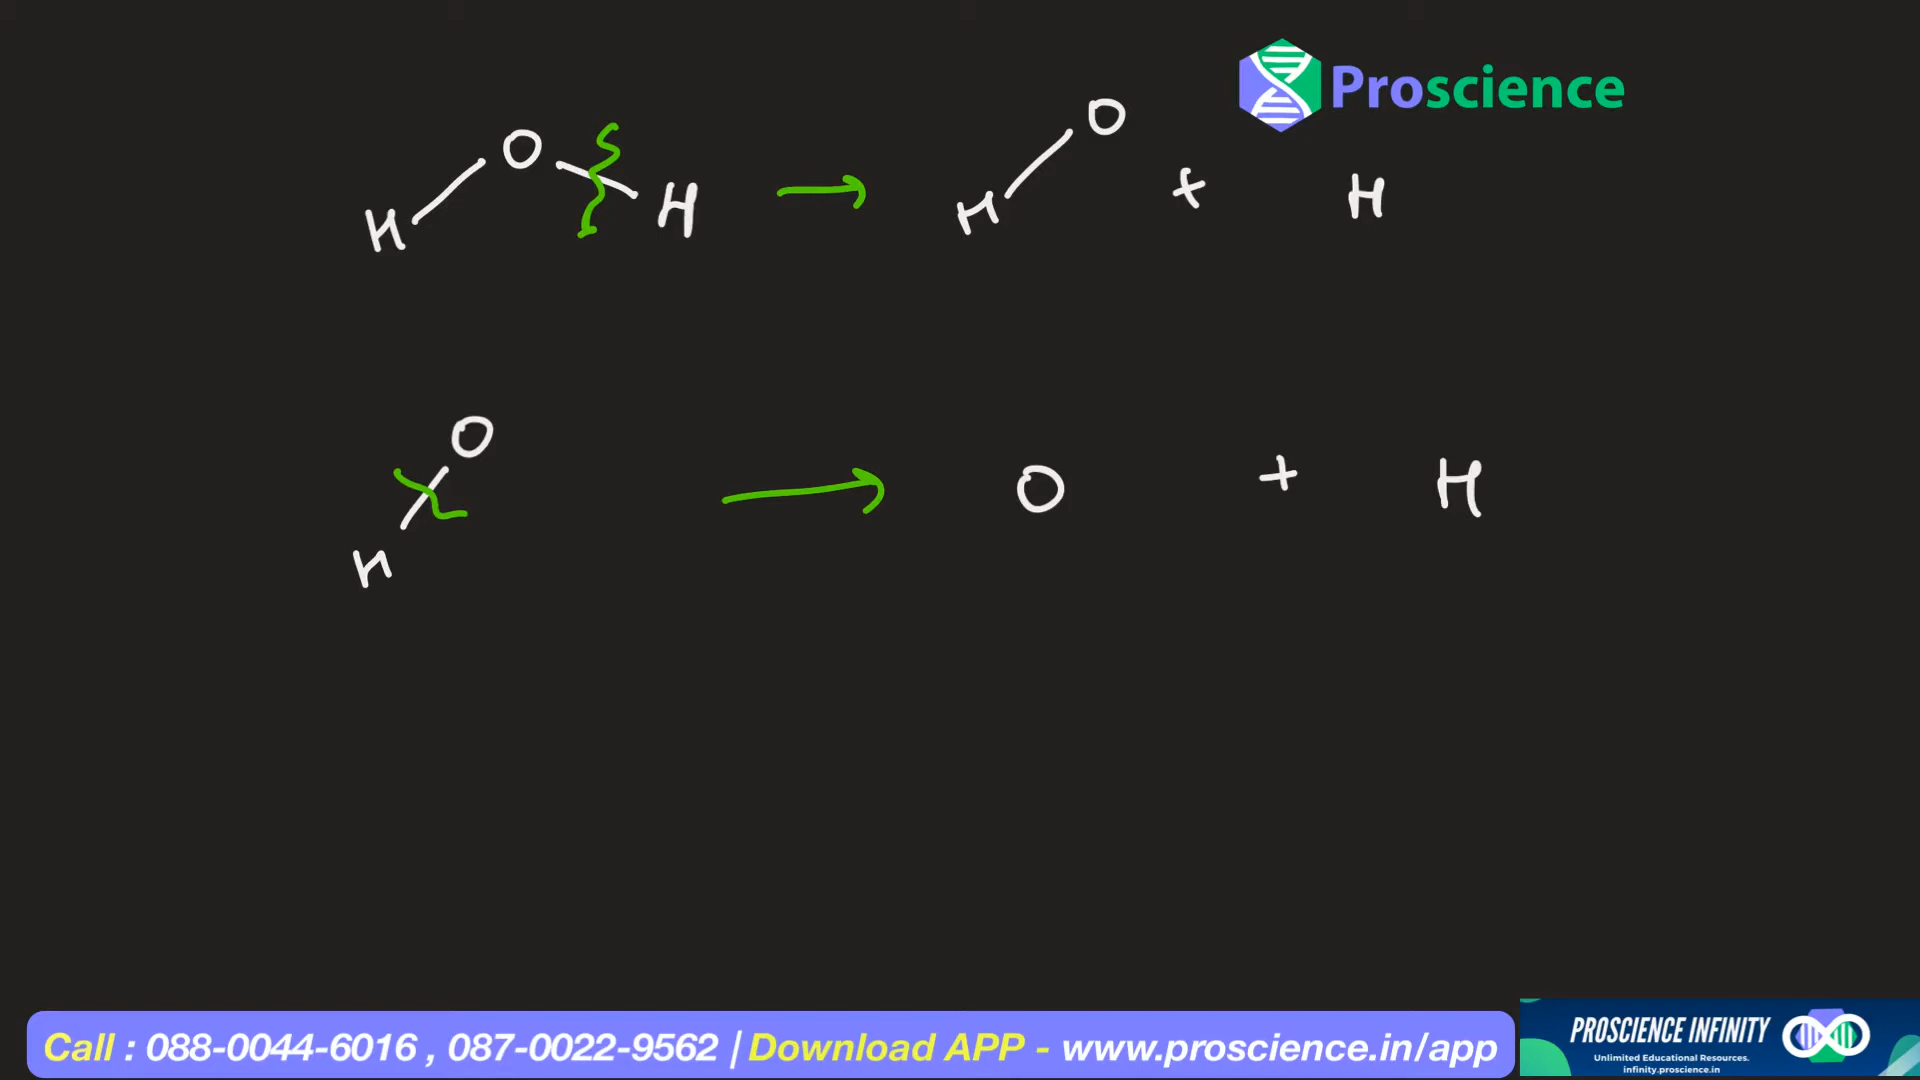 Proscience
H O H → H O + H
O H → O + H
Call : 088-0044-6016 , 087-0022-9562 | Download APP - www.proscience.in/app
PROSCIENCE INFINITY
Unlimited Educational Resources.
infinity.proscience.in